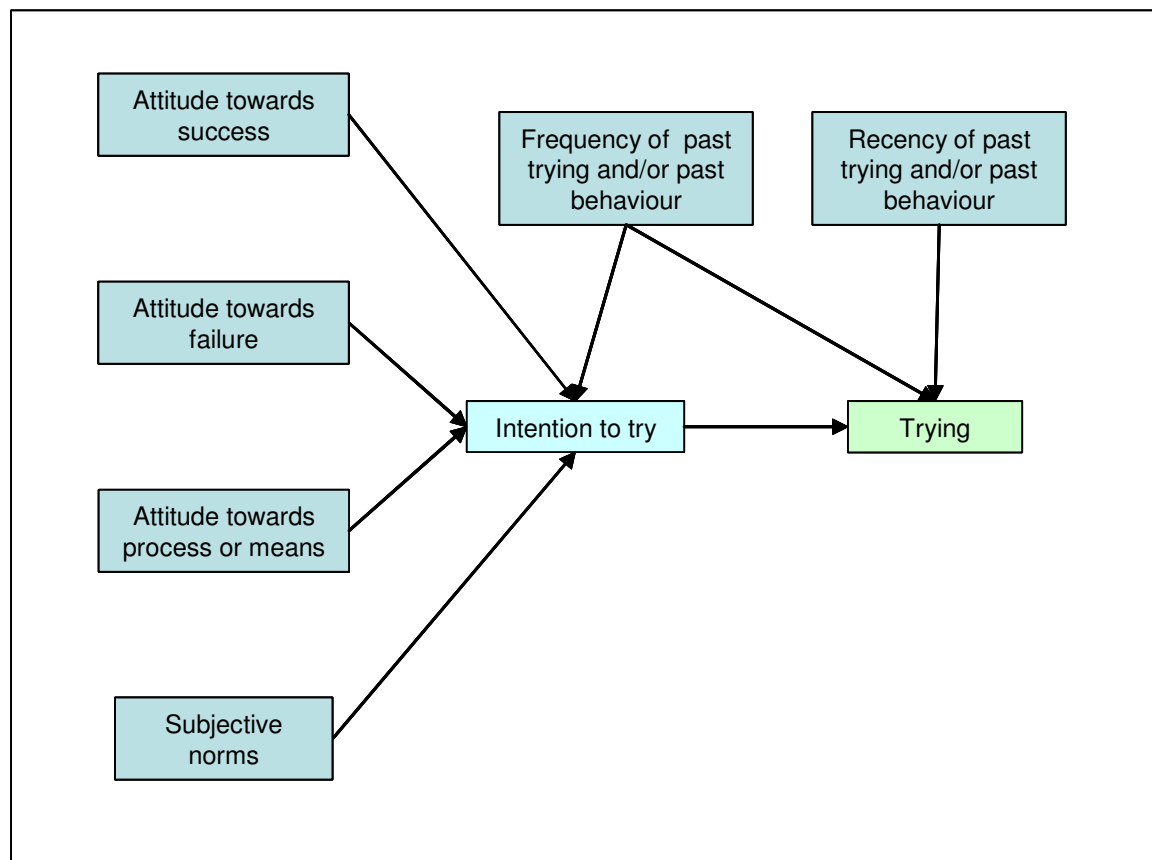 Attitude towards
success
Frequency of  past
trying and/or past
behaviour
Recency of past
trying and/or past
behaviour
Attitude towards
failure
Intention to try
Trying
Attitude towards
process or means
Subjective
norms